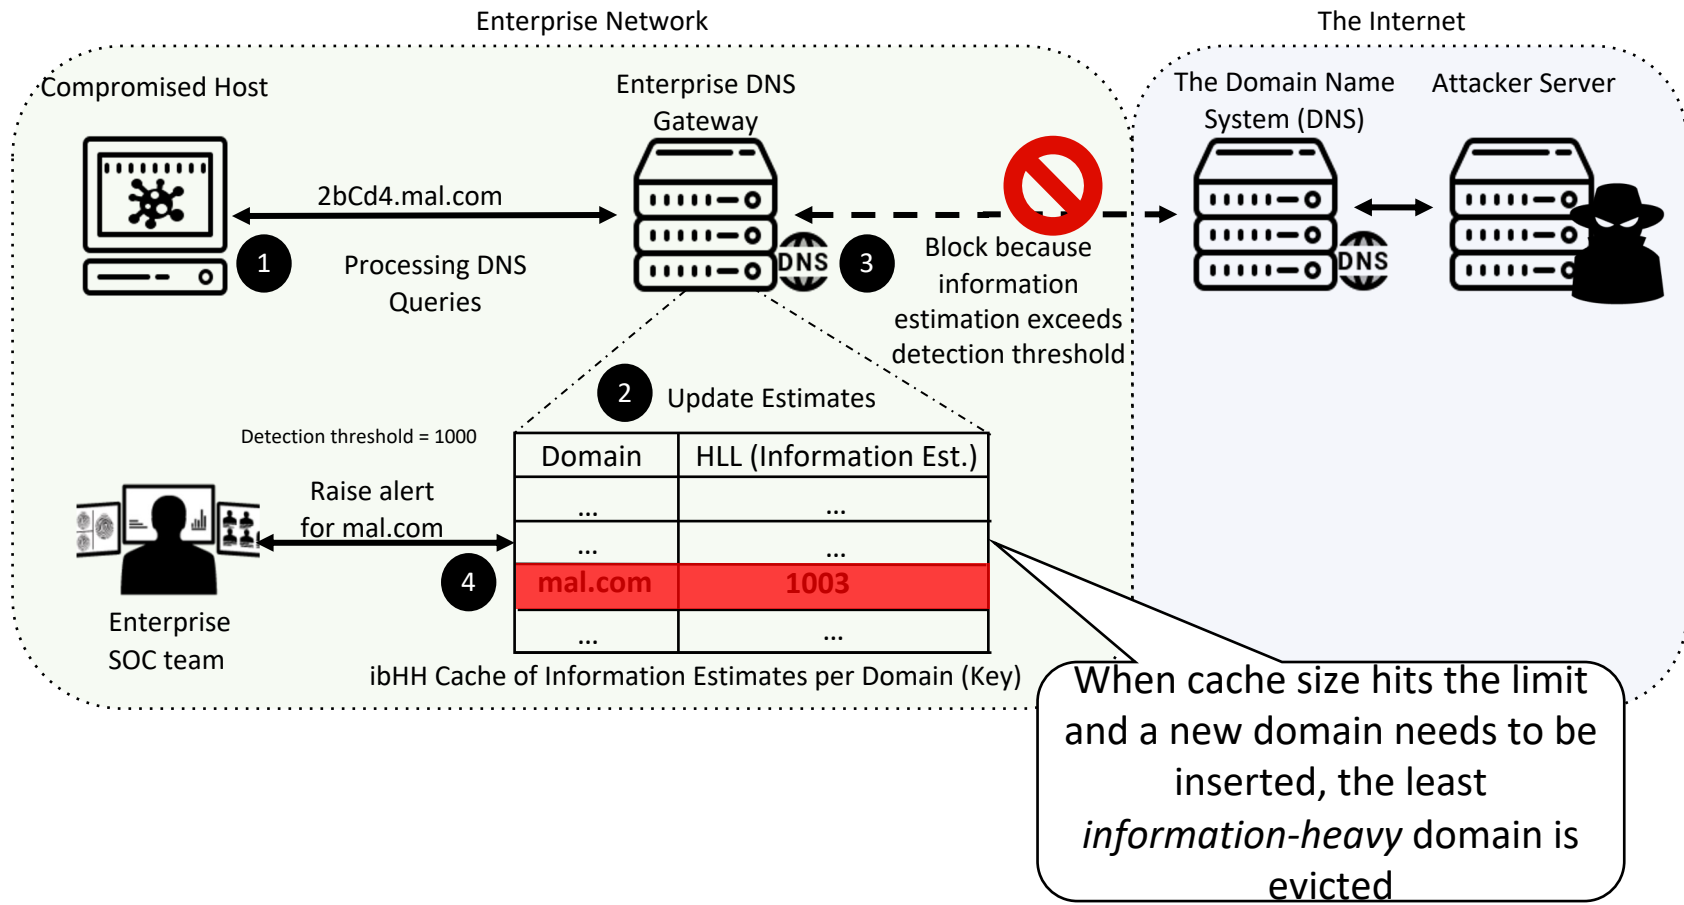 Enterprise Network
The Internet
Compromised Host
Enterprise DNS
Gateway
The Domain Name
System (DNS)
Attacker Server
2bCd4.mal.com
1
Processing DNS
Queries
DNS
3
Block because
information
estimation exceeds
detection threshold
DNS
2
Update Estimates
Detection threshold = 1000
Domain
HLL (Information Est.)
...
...
...
...
mal.com
1003
...
...
Raise alert
for mal.com
4
Enterprise
SOC team
ibHH Cache of Information Estimates per Domain (Key)
When cache size hits the limit
and a new domain needs to be
inserted, the least
information-heavy domain is
evicted